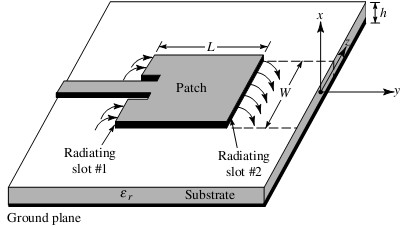 x
h
L
y
Patch
W
Radiating
slot #1
Radiating
slot #2
εr
Substrate
Ground plane